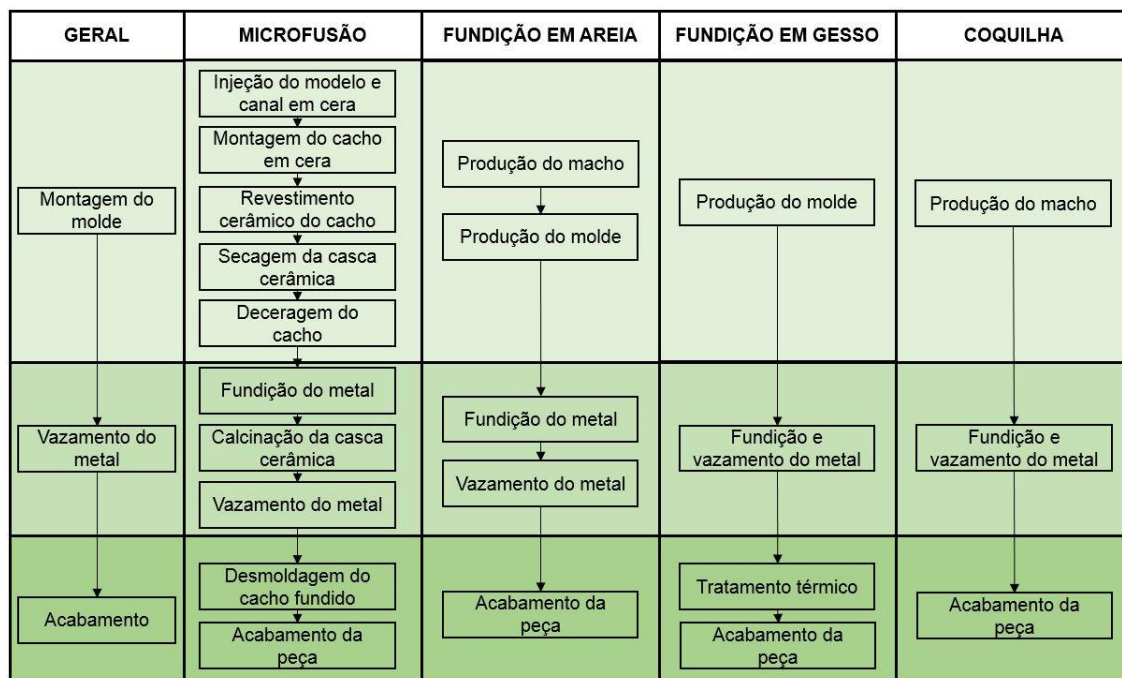 GERAL
MICROFUSÃO
FUNDIÇÃO EM AREIA
FUNDIÇÃO EM GESSO
COQUILHA
Montagem do
molde
Vazamento do
metal
Acabamento
Injeção do modelo e
canal em cera
Montagem do cacho
em cera
Revestimento
cerâmico do cacho
Secagem da casca
cerâmica
Deceragem do
cacho
Fundição do metal
Calcinação da casca
cerâmica
Vazamento do metal
Desmoldagem do
cacho fundido
Acabamento da
peça
Produção do macho
Produção do molde
Fundição do metal
Vazamento do metal
Acabamento da
peça
Produção do molde
Fundição e
vazamento do metal
Tratamento térmico
Acabamento da
peça
Produção do macho
Fundição e
vazamento do metal
Acabamento da
peça